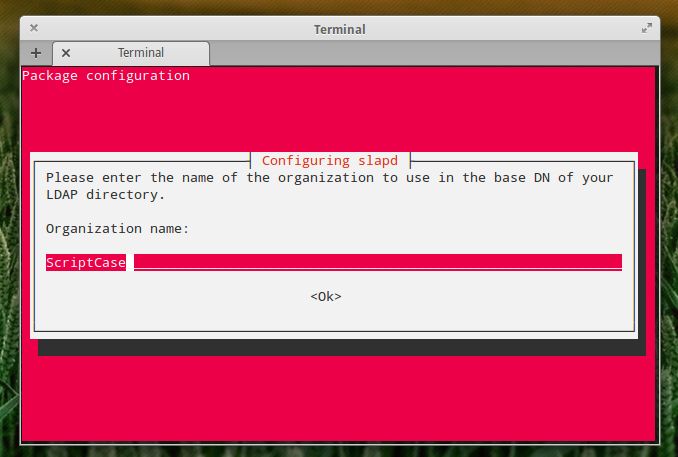 Terminal
Terminal
Package configuration
Configuring slapd
Please enter the name of the organization to use in the base DN of your
LDAP directory.
Organization name:
ScriptCase
<Ok>